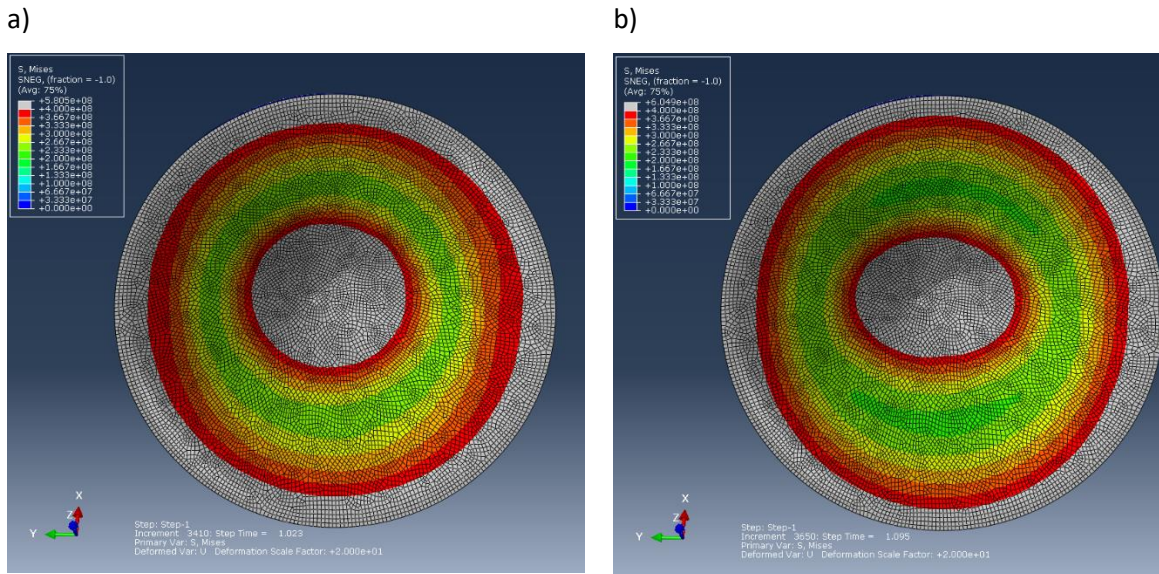 a)
b)
S, Mises
SNEG, (fraction = -1.0)
(Avg: 75%)
+5.805e+08
+4.000e+08
+3.667e+08
+3.333e+08
+3.000e+08
+2.667e+08
+2.333e+08
+2.000e+08
+1.667e+08
+1.333e+08
+1.000e+08
+6.667e+07
+3.333e+07
+0.000e+00
X
Z
Y
Step: Step-1
Increment 3410: Step Time = 1.023
Primary Var: S, Mises
Deformed Var: U Deformation Scale Factor: +2.000e+01
S, Mises
SNEG, (fraction = -1.0)
(Avg: 75%)
+6.049e+08
+4.000e+08
+3.667e+08
+3.333e+08
+3.000e+08
+2.667e+08
+2.333e+08
+2.000e+08
+1.667e+08
+1.333e+08
+1.000e+08
+6.667e+07
+3.333e+07
+0.000e+00
X
Z
Y
Step: Step-1
Increment 3650: Step Time = 1.095
Primary Var: S, Mises
Deformed Var: U Deformation Scale Factor: +2.000e+01